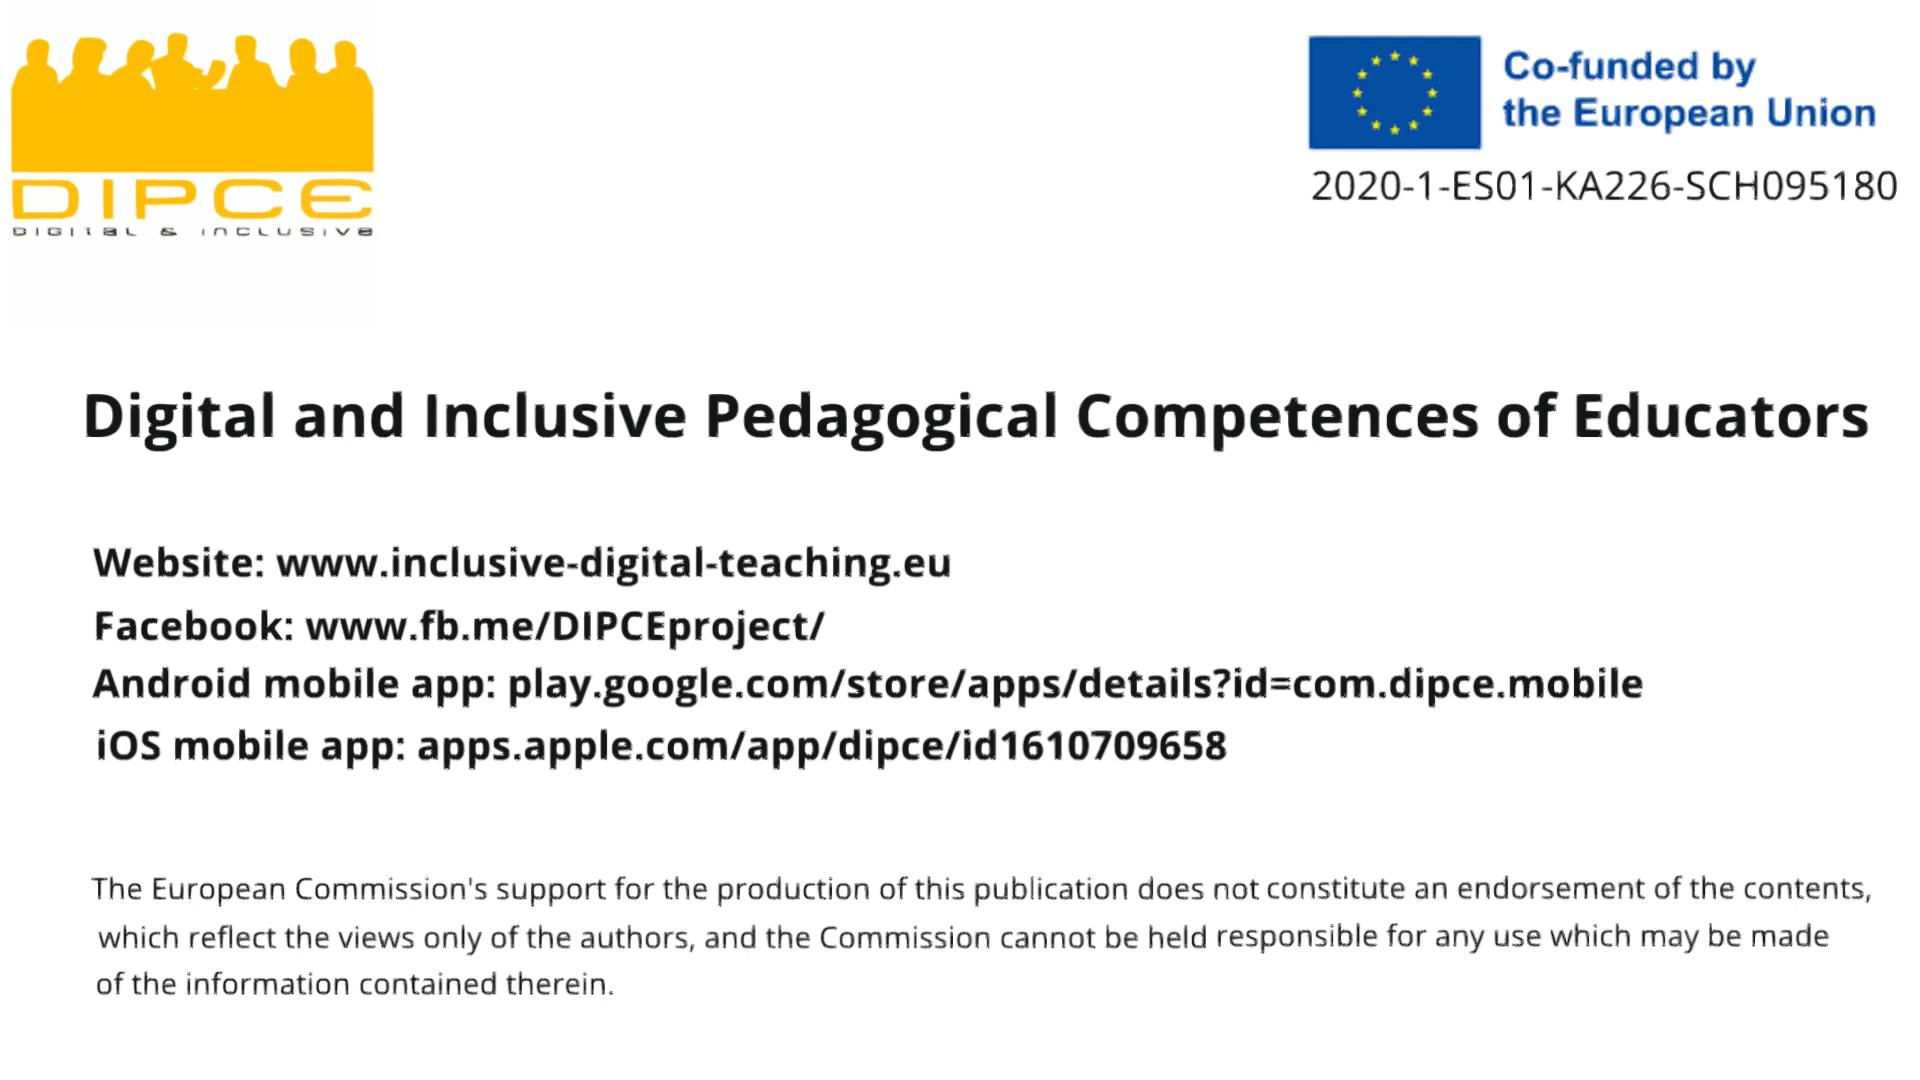 DIPCE
DIGITAL & INCLUSIVE
Co-funded by
the European Union
2020-1-ES01-KA226-SCH095180
Digital and Inclusive Pedagogical Competences of Educators
Website: www.inclusive-digital-teaching.eu
Facebook: www.fb.me/DIPCEproject/
Android mobile app: play.google.com/store/apps/details?id=com.dipce.mobile
iOS mobile app: apps.apple.com/app/dipce/id1610709658
The European Commission's support for the production of this publication does not constitute an endorsement of the contents,
which reflect the views only of the authors, and the Commission cannot be held responsible for any use which may be made
of the information contained therein.